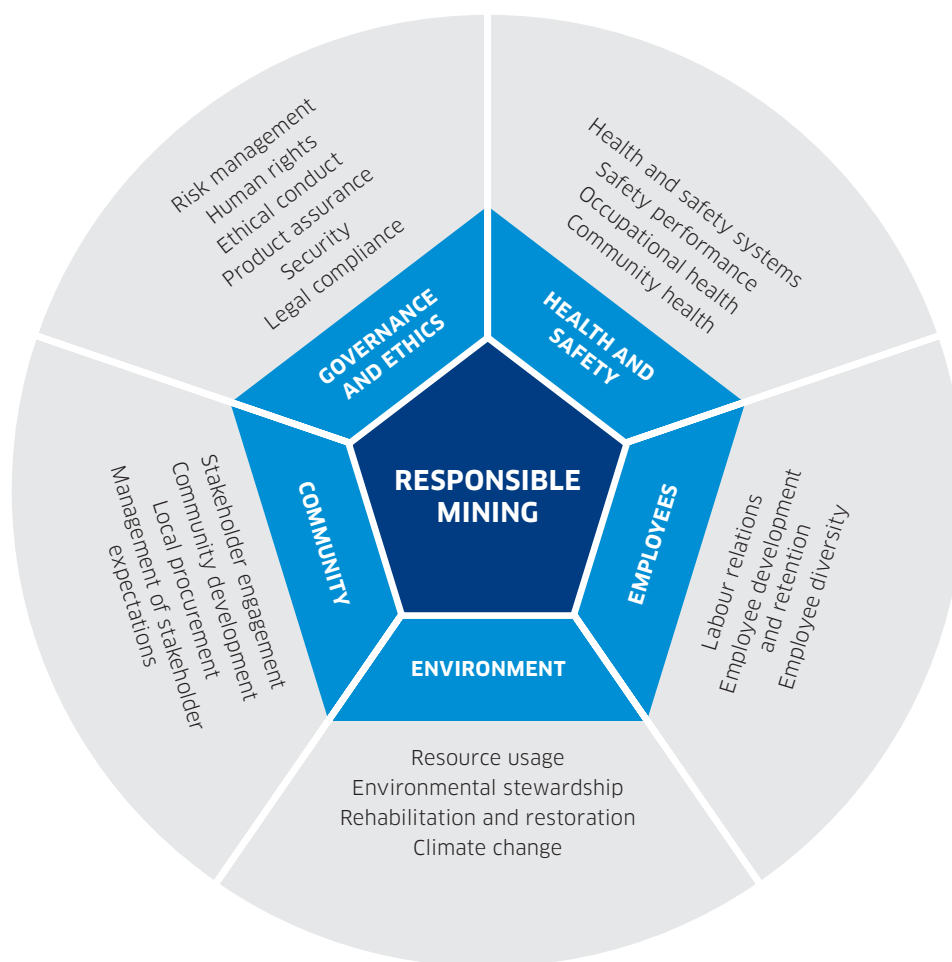 RESPONSIBLE
MINING
GOVERNANCE
AND ETHICS
Risk management
Human rights
Ethical conduct
Product assurance
Security
Legal compliance
HEALTH AND
SAFETY
Health and safety systems
Safety performance
Occupational health
Community health
EMPLOYEES
Labour relations
Employee development
and retention
Employee diversity
ENVIRONMENT
Resource usage
Environmental stewardship
Rehabilitation and restoration
Climate change
COMMUNITY
Stakeholder engagement
Community development
Local procurement
Management of stakeholder
expectations